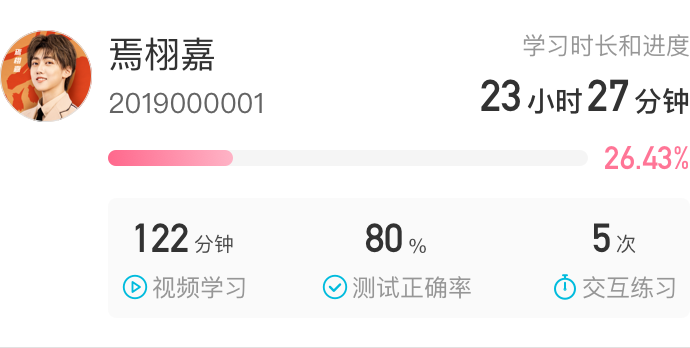 焉栩嘉
学习时长和进度
2019000001
23 小时 27 分钟
26.43%
122 分钟
80 %
5 次
视频学习
测试正确率
交互练习